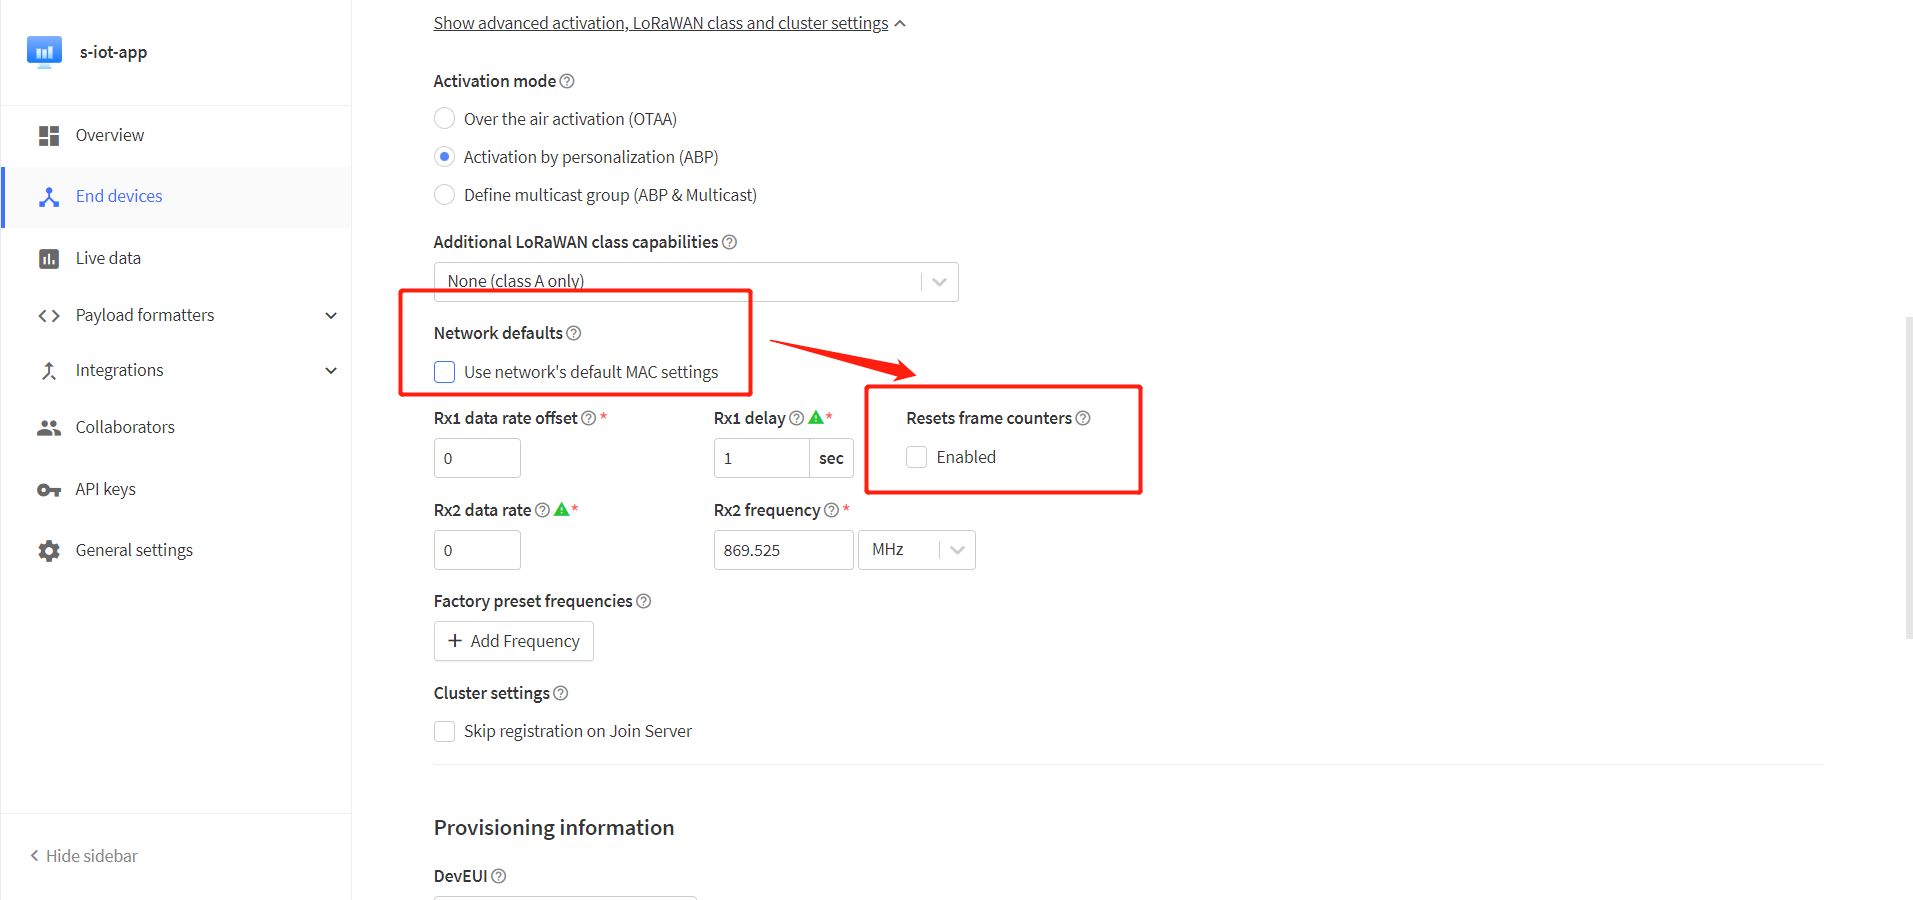 s-iot-app
Overview
End devices
Live data
Payload formatters
Integrations
Collaborators
API keys
General settings
Hide sidebar
Show advanced activation, LoRaWAN class and cluster settings
Activation mode
Over the air activation (OTAA)
Activation by personalization (ABP)
Define multicast group (ABP & Multicast)
Additional LoRaWAN class capabilities
None (class A only)
Network defaults
Use network's default MAC settings
Rx1 data rate offset * Rx1 delay * Resets frame counters
0 1 sec Enabled
Rx2 data rate * Rx2 frequency *
0 869.525 MHz
Factory preset frequencies
+ Add Frequency
Cluster settings
Skip registration on Join Server
Provisioning information
DevEUI